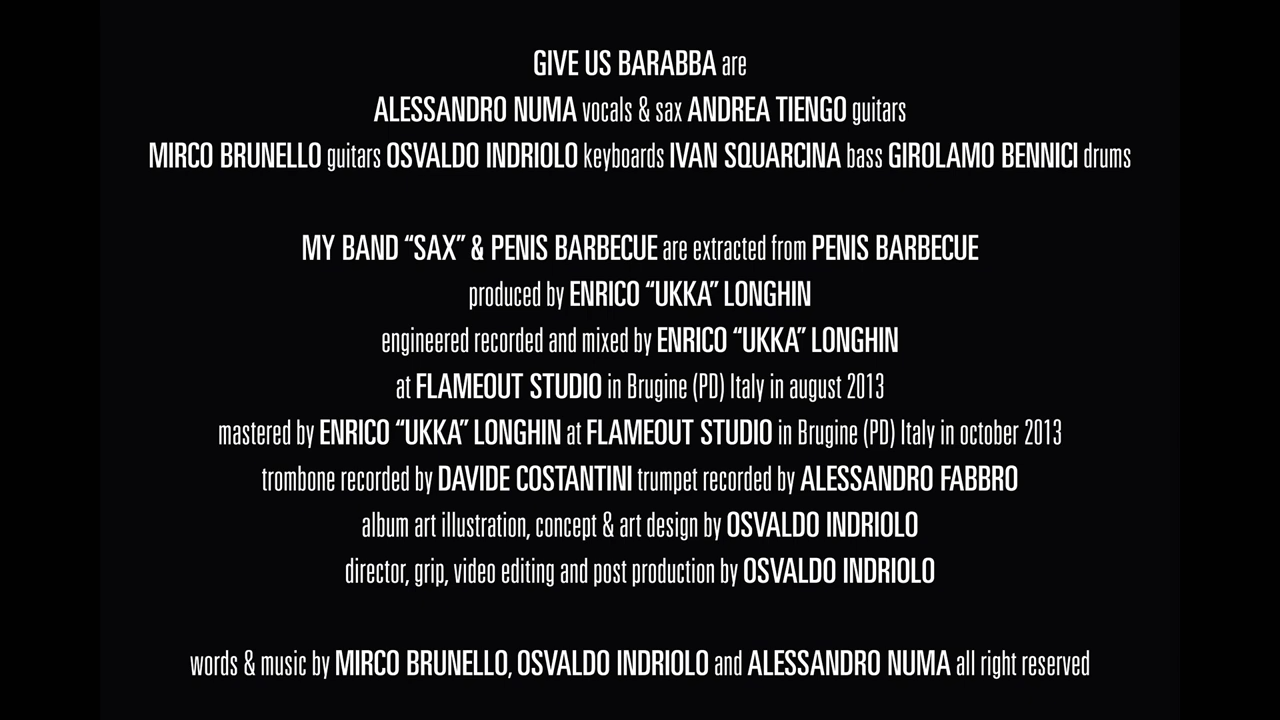 GIVE US BARABBA are
ALESSANDRO NUMA vocals & sax ANDREA TIENGO guitars
MIRCO BRUNELLO guitars OSVALDO INDRIOLO keyboards IVAN SQUARCINA bass GIROLAMO BENNICI drums
MY BAND “SAX” & PENIS BARBECUE are extracted from PENIS BARBECUE
produced by ENRICO “UKKA” LONGHIN
engineered recorded and mixed by ENRICO “UKKA” LONGHIN
at FLAMEOUT STUDIO in Brugine (PD) Italy in august 2013
mastered by ENRICO “UKKA” LONGHIN at FLAMEOUT STUDIO in Brugine (PD) Italy in october 2013
trombone recorded by DAVIDE COSTANTINI trumpet recorded by ALESSANDRO FABBRO
album art illustration, concept & art design by OSVALDO INDRIOLO
director, grip, video editing and post production by OSVALDO INDRIOLO
words & music by MIRCO BRUNELLO, OSVALDO INDRIOLO and ALESSANDRO NUMA all right reserved